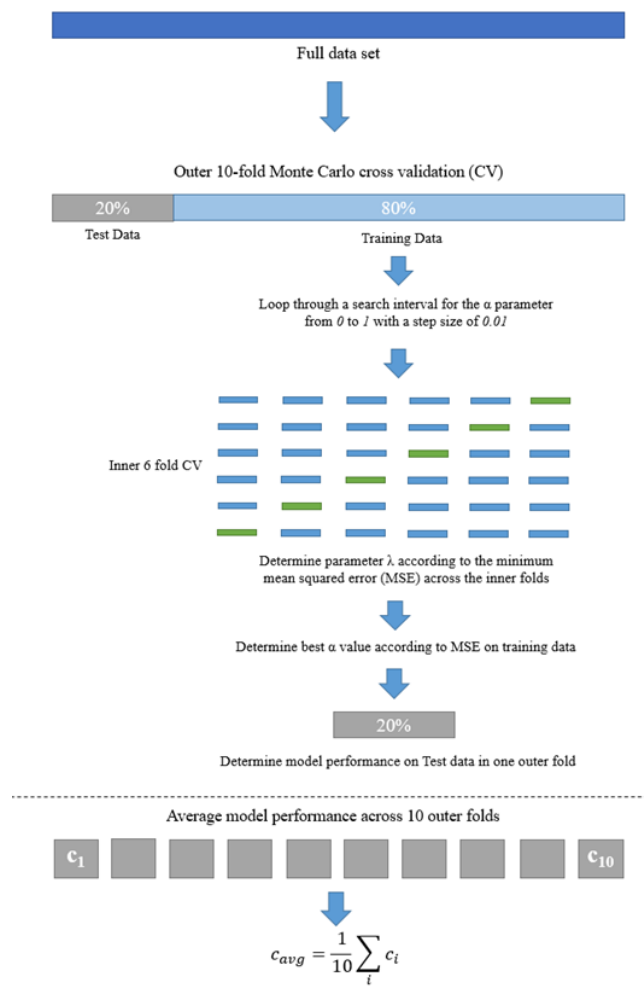 Full data set
Outer 10-fold Monte Carlo cross validation (CV)
20% 80%
Test Data Training Data
Loop through a search interval for the α parameter
from 0 to 1 with a step size of 0.01
Inner 6 fold CV
Determine parameter λ according to the minimum
mean squared error (MSE) across the inner folds
Determine best α value according to MSE on training data
20%
Determine model performance on Test data in one outer fold
Average model performance across 10 outer folds
c₁ c₁₀
c_avg = 1/10 ∑_i c_i